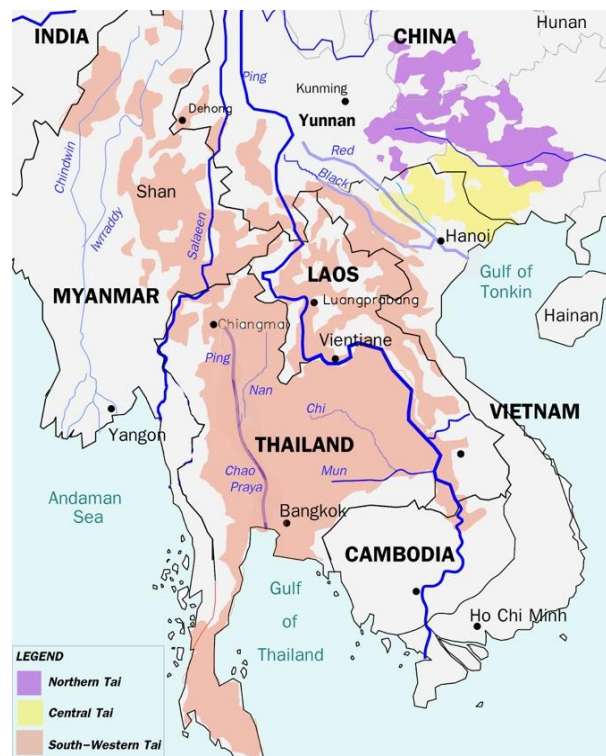 INDIA
CHINA
Hunan
Ping
Kunming
Dehong
Yunnan
Chindwin
Red
Black
Shan
Irwraddy
Salaeen
Hanoi
LAOS
Gulf of
Tonkin
MYANMAR
Luangprabang
Hainan
Chiangmai
Ping
Vientiane
Nan
Chi
VIETNAM
Yangon
THAILAND
Chao
Praya
Mun
Andaman
Sea
Bangkok
CAMBODIA
Gulf
of
Thailand
Ho Chi Minh
LEGEND
Northern Tai
Central Tai
South-Western Tai